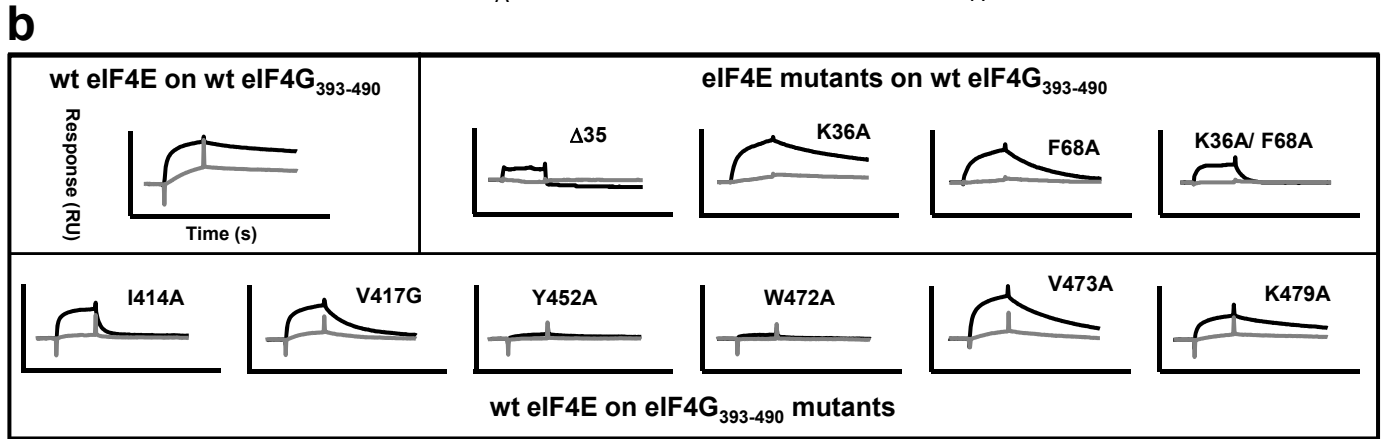 b
wt eIF4E on wt eIF4G393-490
Response (RU)
Time (s)
eIF4E mutants on wt eIF4G393-490
Δ35
K36A
F68A
K36A/ F68A
I414A
V417G
Y452A
W472A
V473A
K479A
wt eIF4E on eIF4G393-490 mutants